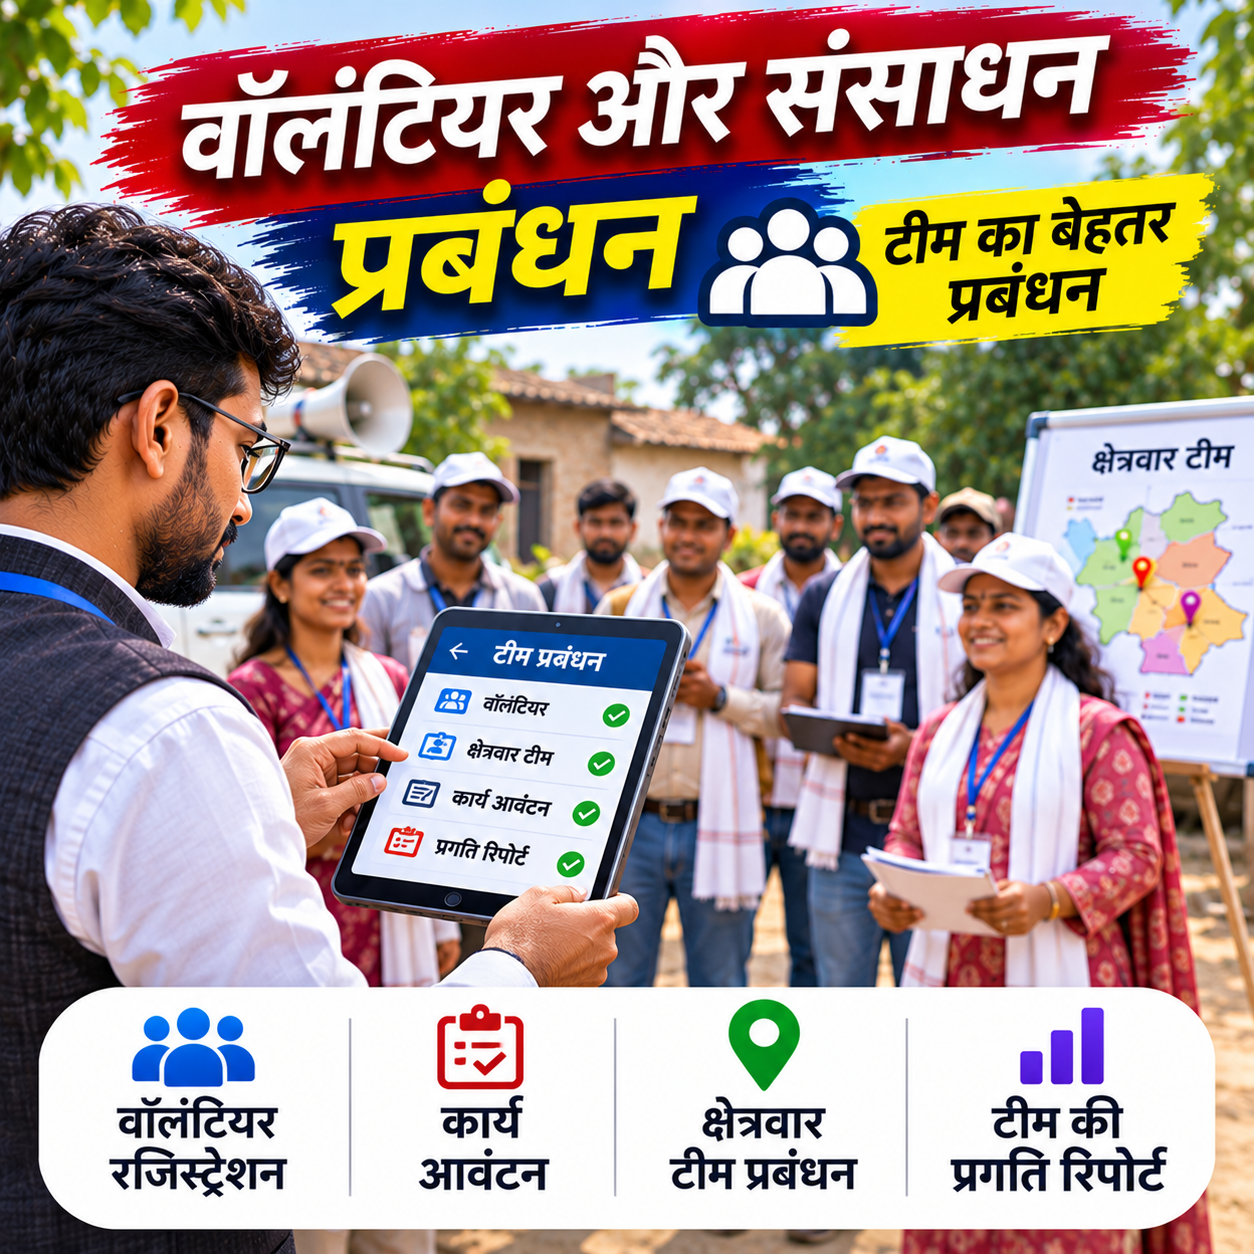 वॉलंटियर और संसाधन
प्रबंधन
टीम का बेहतर
प्रबंधन
क्षेत्रवार टीम
टीम प्रबंधन
वॉलंटियर
क्षेत्रवार टीम
कार्य आवंटन
प्रगति रिपोर्ट
वॉलंटियर
रजिस्ट्रेशन
कार्य
आवंटन
क्षेत्रवार
टीम प्रबंधन
टीम की
प्रगति रिपोर्ट